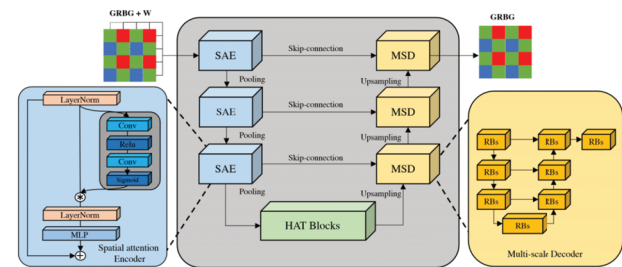 GRBG + W
GRBG
SAE
Skip-connection
MSD
Pooling
Upsampling
SAE
Skip-connection
MSD
Pooling
Upsampling
SAE
Skip-connection
MSD
Pooling
Upsampling
HAT Blocks
LayerNorm
Conv
Relu
Conv
Sigmoid
LayerNorm
MLP
Spatial attention
Encoder
RBs
RBs
RBs
RBs
RBs
RBs
RBs
RBs
Multi-scale Decoder